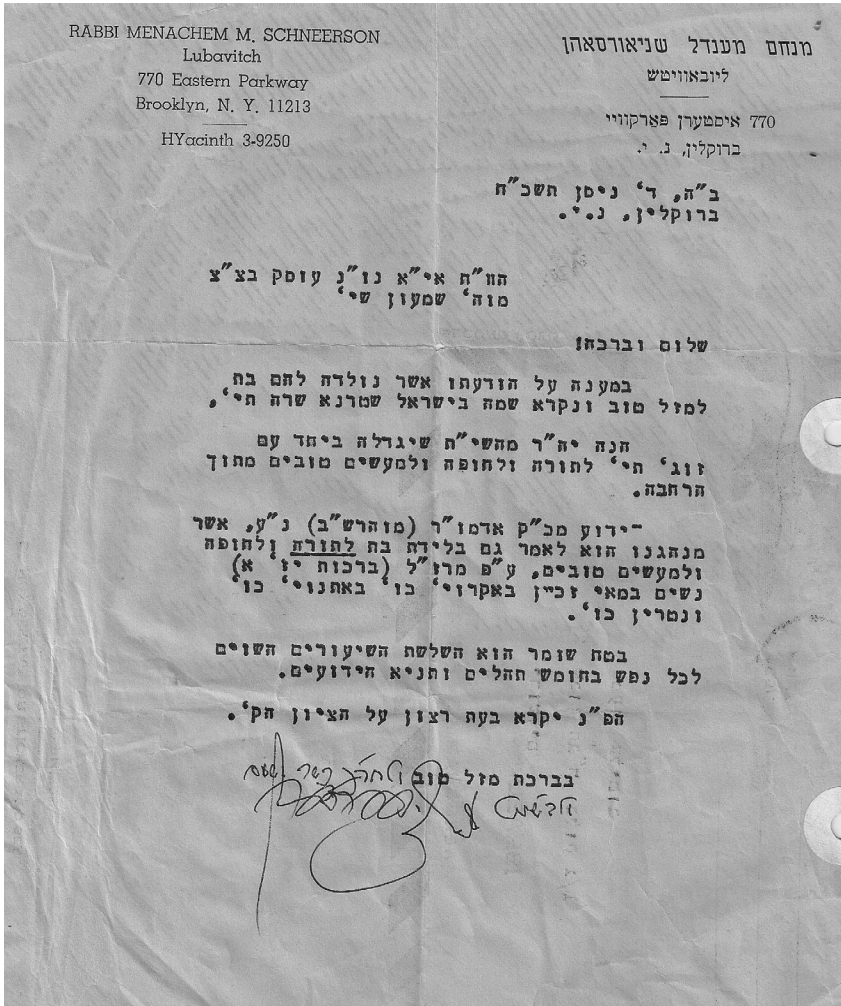 RABBI MENACHEM M. SCHNEERSON
Lubavitch
770 Eastern Parkway
Brooklyn, N. Y. 11213
HYacinth 3-9250
מנחם מענדל שניאורסאהן
ליובאוויטש
770 איסטערן פּאַרקוויי
ברוקלין, נ. י.
ב"ה, ד' ניסן תשכ"ח
ברוקלין, נ.י.
הוו"ח אי"א נו"נ עוסק בצ"צ
מוה' שמעון שי'
שלום וברכה!
במענה על הודעתו אשר נולדה להם בת
למזל טוב ונקרא שמה בישראל שטרנא שרה תי',
הנה יה"ר מהשי"ת שיגדלה ביחד עם
זוג' תי' לתורה ולחופה ולמעשים טובים מתוך
הרחבה.
ידוע מכ"ק אדמו"ר (מוהרש"ב) נ"ע, אשר
מנהגנו הוא לאמר גם בלידת בת לתורה ולחופה
ולמעשים טובים, ע"פ מרז"ל (ברכות יז' א)
נשים במאי זכיין באקרויי' כו' באתנויי' כו'
ונטרין כו'.
בטח שומר הוא השלשת השיעורים השוים
לכל נפש בחומש תהלים ותניא הידועים.
הפ"נ יקרא בעת רצון על הציון הק'.
בברכת מזל טוב